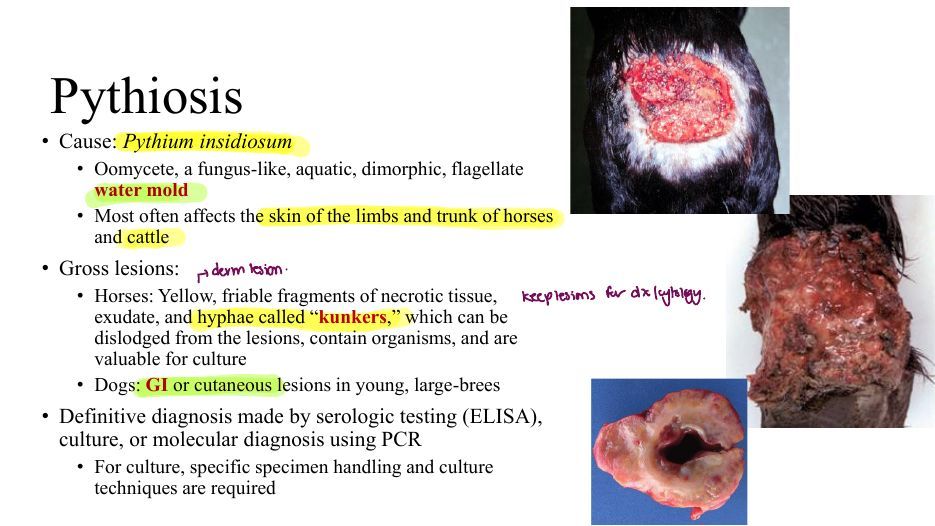 Pythiosis
• Cause: Pythium insidiosum
• Oomycete, a fungus-like, aquatic, dimorphic, flagellate
water mold
• Most often affects the skin of the limbs and trunk of horses
and cattle
• Gross lesions:
→ derm lesion.
• Horses: Yellow, friable fragments of necrotic tissue,
keep lesions for dx/cytology.
exudate, and hyphae called “kunkers,” which can be
dislodged from the lesions, contain organisms, and are
valuable for culture
• Dogs: GI or cutaneous lesions in young, large-brees
• Definitive diagnosis made by serologic testing (ELISA),
culture, or molecular diagnosis using PCR
• For culture, specific specimen handling and culture
techniques are required